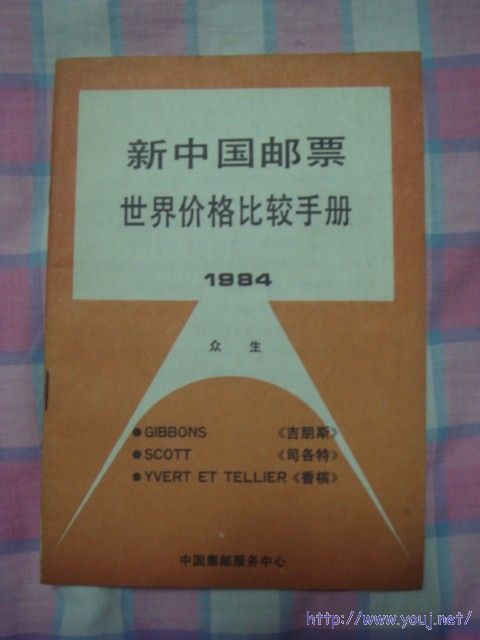 新中国邮票
世界价格比较手册
1984
众 生
●GIBBONS 《吉朋斯》
●SCOTT 《司各特》
●YVERT ET TELLIER《香槟》
中国集邮服务中心
http://www.youj.net/